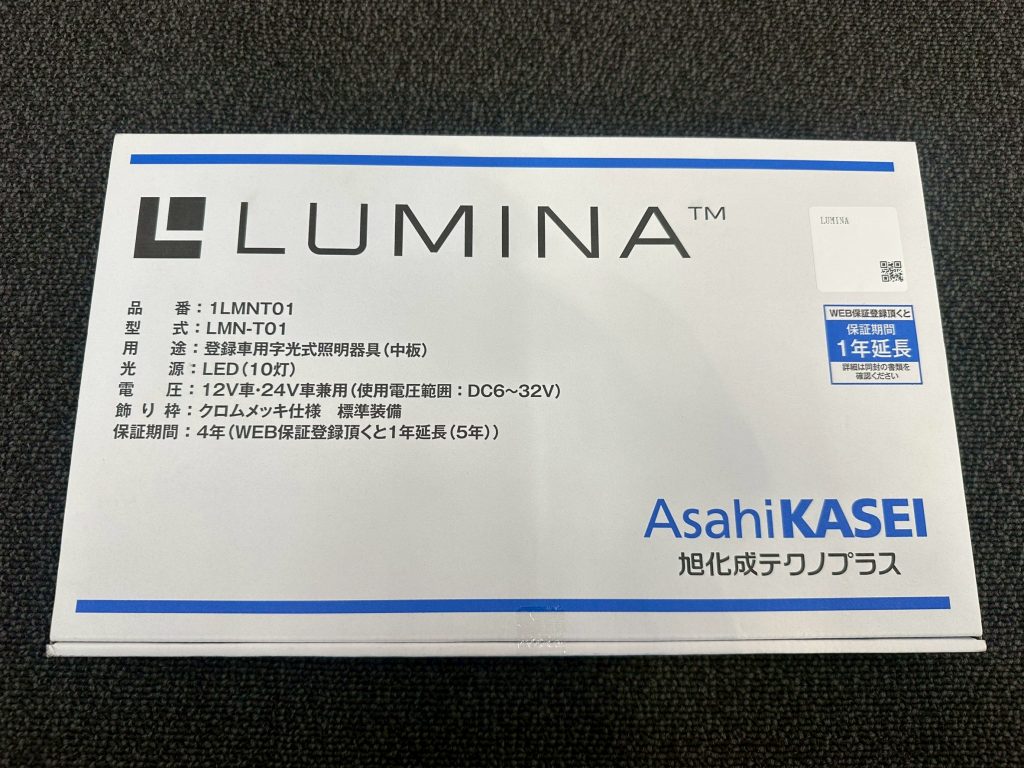 LUMINA™
LUMINA
品番：1LMNT01
型式：LMN-T01
用途：登録車用字光式照明器具（中板）
光源：LED（10灯）
電圧：12V車・24V車兼用（使用電圧範囲：DC6～32V）
飾り枠：クロムメッキ仕様　標準装備
保証期間：4年（WEB保証登録頂くと1年延長（5年））
WEB保証登録頂くと
保証期間
1年延長
詳細は同封の書類を
確認ください
AsahiKASEI
旭化成テクノプラス